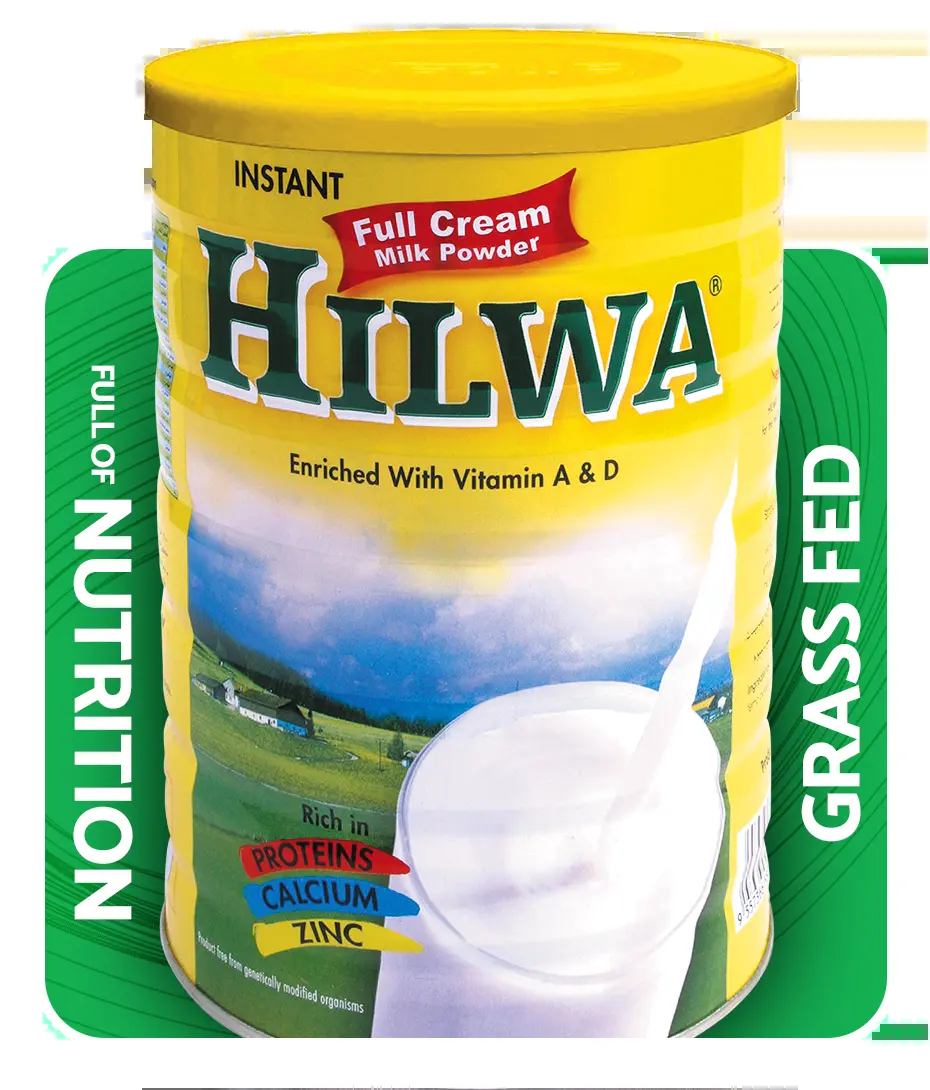 INSTANT
Full Cream
Milk Powder
HILWA®
Enriched With Vitamin A & D
FULL OF NUTRITION
GRASS FED
Rich in
PROTEINS
CALCIUM
ZINC
Product free from genetically modified organisms